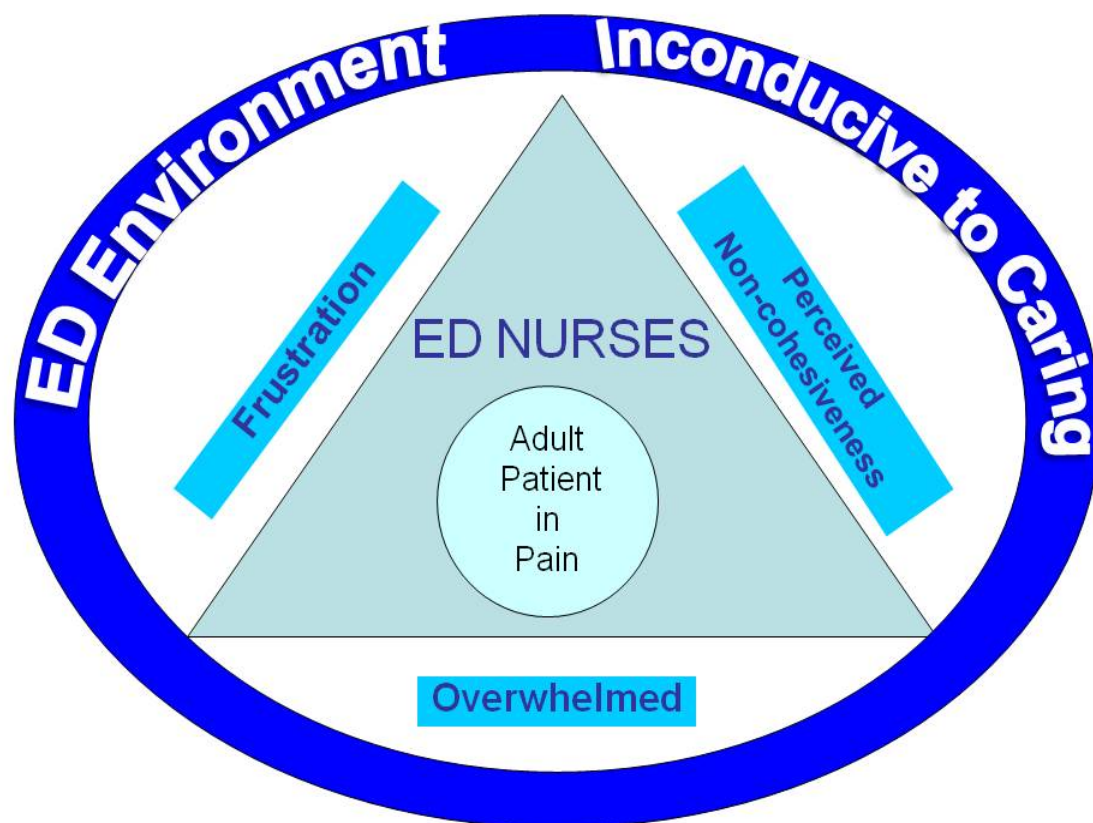 ED Environment
Inconducive to Caring
Frustration
Perceived
Non-cohesiveness
ED NURSES
Adult
Patient
in
Pain
Overwhelmed